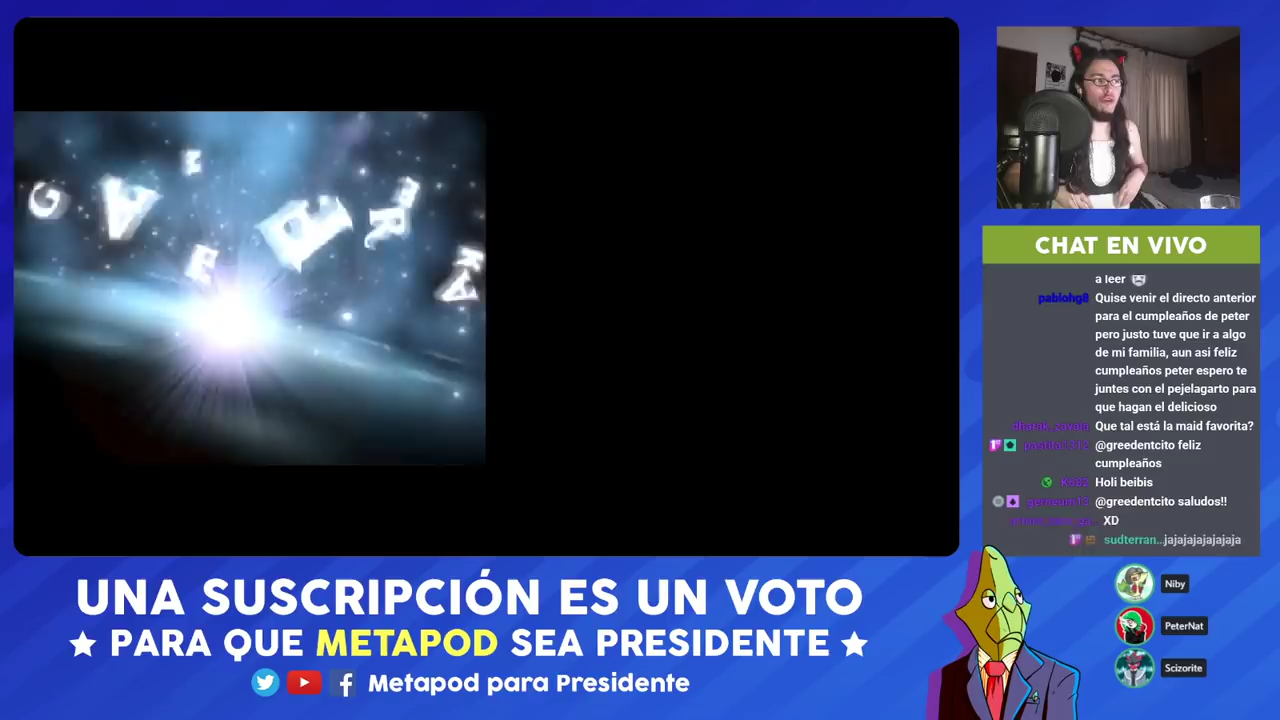 CHAT EN VIVO
a leer
pablohg8 Quise venir el directo anterior
para el cumpleaños de peter
pero justo tuve que ir a algo
de mi familia, aun asi feliz
cumpleaños peter espero te
juntes con el pejelagarto para
que hagan el delicioso
Que tal está la maid favorita?
pastita1312 @greedentcito feliz
cumpleaños
Holi beibis
@greedentcito saludos!!
XD
sudterran... jajajajajajaja
UNA SUSCRIPCIÓN ES UN VOTO
★ PARA QUE METAPOD SEA PRESIDENTE ★
Metapod para Presidente
Niby
PeterNat
Scizorite